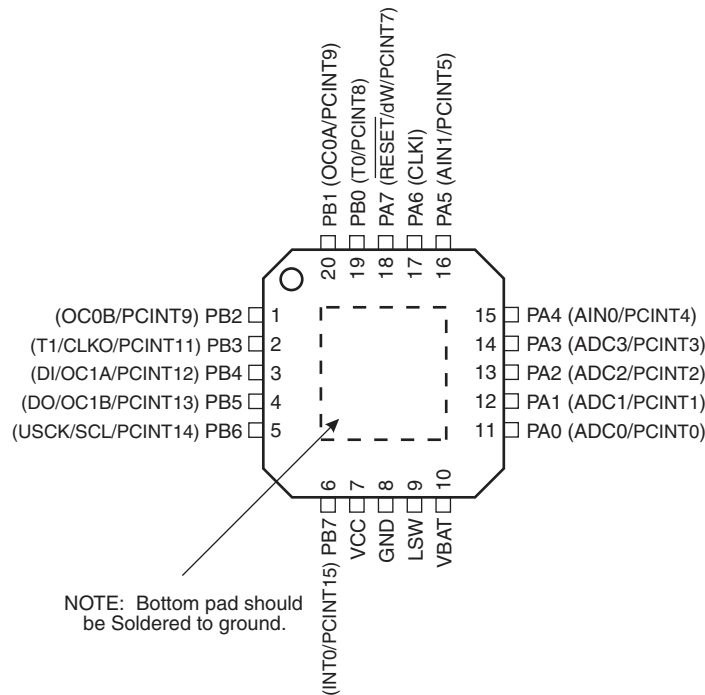 PB1 (OC0A/PCINT9)
PB0 (T0/PCINT8)
PA7 (RESET/dW/PCINT7)
PA6 (CLKI)
PA5 (AIN1/PCINT5)
20
19
18
17
16
(OC0B/PCINT9) PB2 1
(T1/CLKO/PCINT11) PB3 2
(DI/OC1A/PCINT12) PB4 3
(DO/OC1B/PCINT13) PB5 4
(USCK/SCL/PCINT14) PB6 5
15 PA4 (AIN0/PCINT4)
14 PA3 (ADC3/PCINT3)
13 PA2 (ADC2/PCINT2)
12 PA1 (ADC1/PCINT1)
11 PA0 (ADC0/PCINT0)
6
7
8
9
10
(INT0/PCINT15) PB7
VCC
GND
LSW
VBAT
NOTE: Bottom pad should
be Soldered to ground.